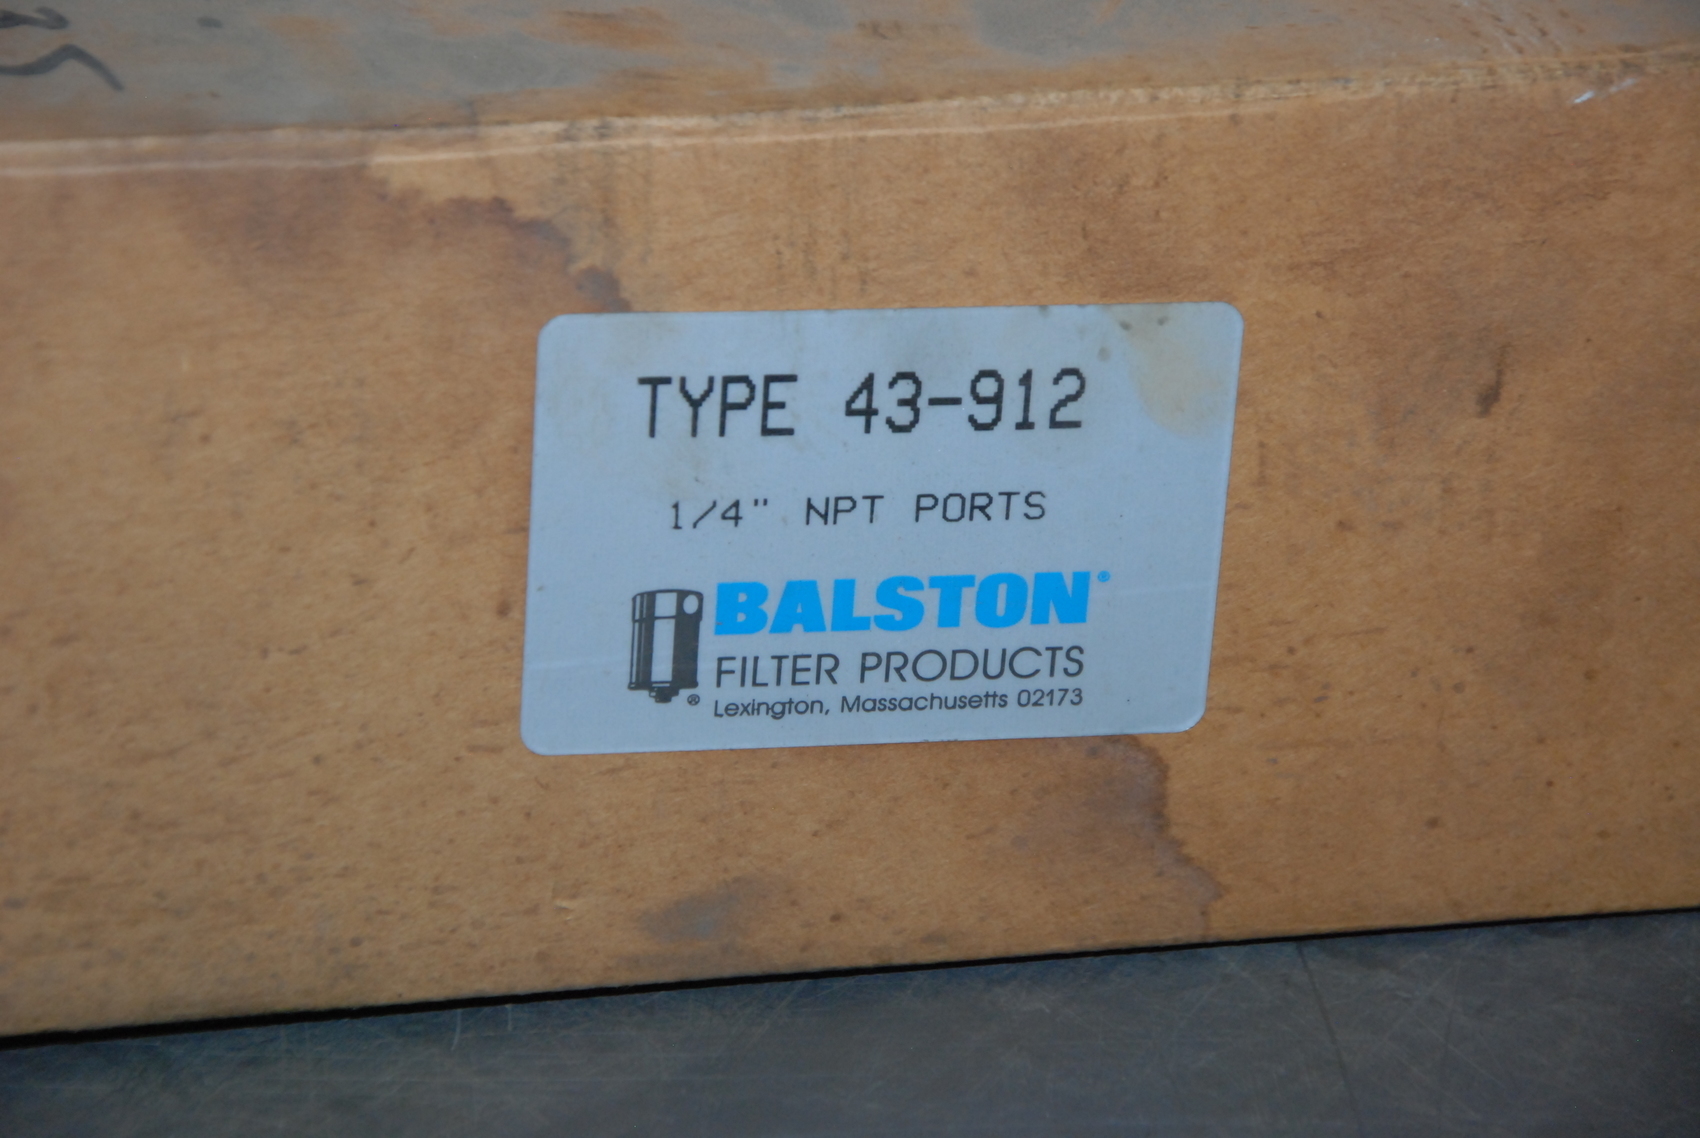 TYPE 43-912
1/4" NPT PORTS
BALSTON®
FILTER PRODUCTS
® Lexington, Massachusetts 02173